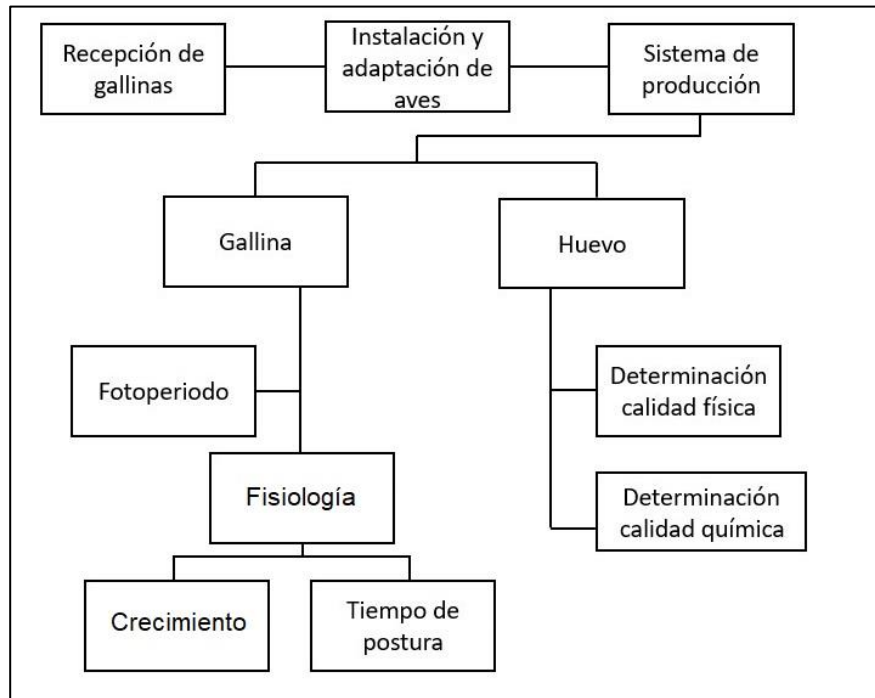 Recepción de
gallinas
Instalación y
adaptación de
aves
Sistema de
producción
Gallina
Huevo
Fotoperiodo
Determinación
calidad física
Fisiología
Determinación
calidad química
Crecimiento
Tiempo de
postura